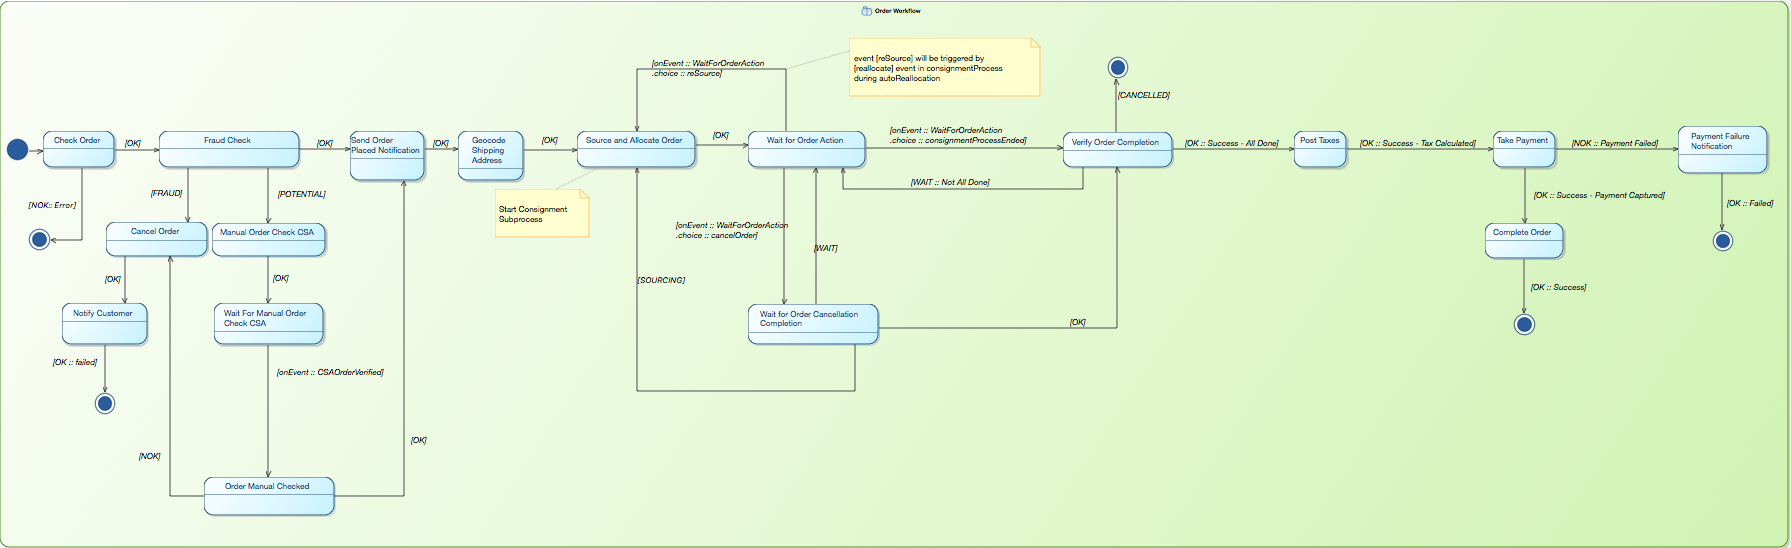 Order Workflow
[onEvent :: WaitForOrderAction
.choice :: reSource]
event [reSource] will be triggered by
[reallocate] event in consignmentProcess
during autoReallocation
[CANCELLED]
Check Order
[OK]
Fraud Check
[OK]
Send Order
Placed Notification
[OK]
Geocode
Shipping
Address
[OK]
Source and Allocate Order
[OK]
Wait for Order Action
[onEvent :: WaitForOrderAction
.choice :: consignmentProcessEnded]
Verify Order Completion
[OK :: Success - All Done]
Post Taxes
[OK :: Success - Tax Calculated]
Take Payment
[NOK :: Payment Failed]
Payment Failure
Notification
[NOK:: Error]
[FRAUD]
[POTENTIAL]
[WAIT :: Not All Done]
[OK :: Success - Payment Captured]
[OK :: Failed]
Start Consignment
Subprocess
Cancel Order
Manual Order Check CSA
[onEvent :: WaitForOrderAction
.choice :: cancelOrder]
[WAIT]
Complete Order
[OK]
[OK]
[SOURCING]
[OK :: Success]
Notify Customer
Wait For Manual Order
Check CSA
Wait for Order Cancellation
Completion
[OK]
[OK :: failed]
[onEvent :: CSAOrderVerified]
[NOK]
[OK]
Order Manual Checked